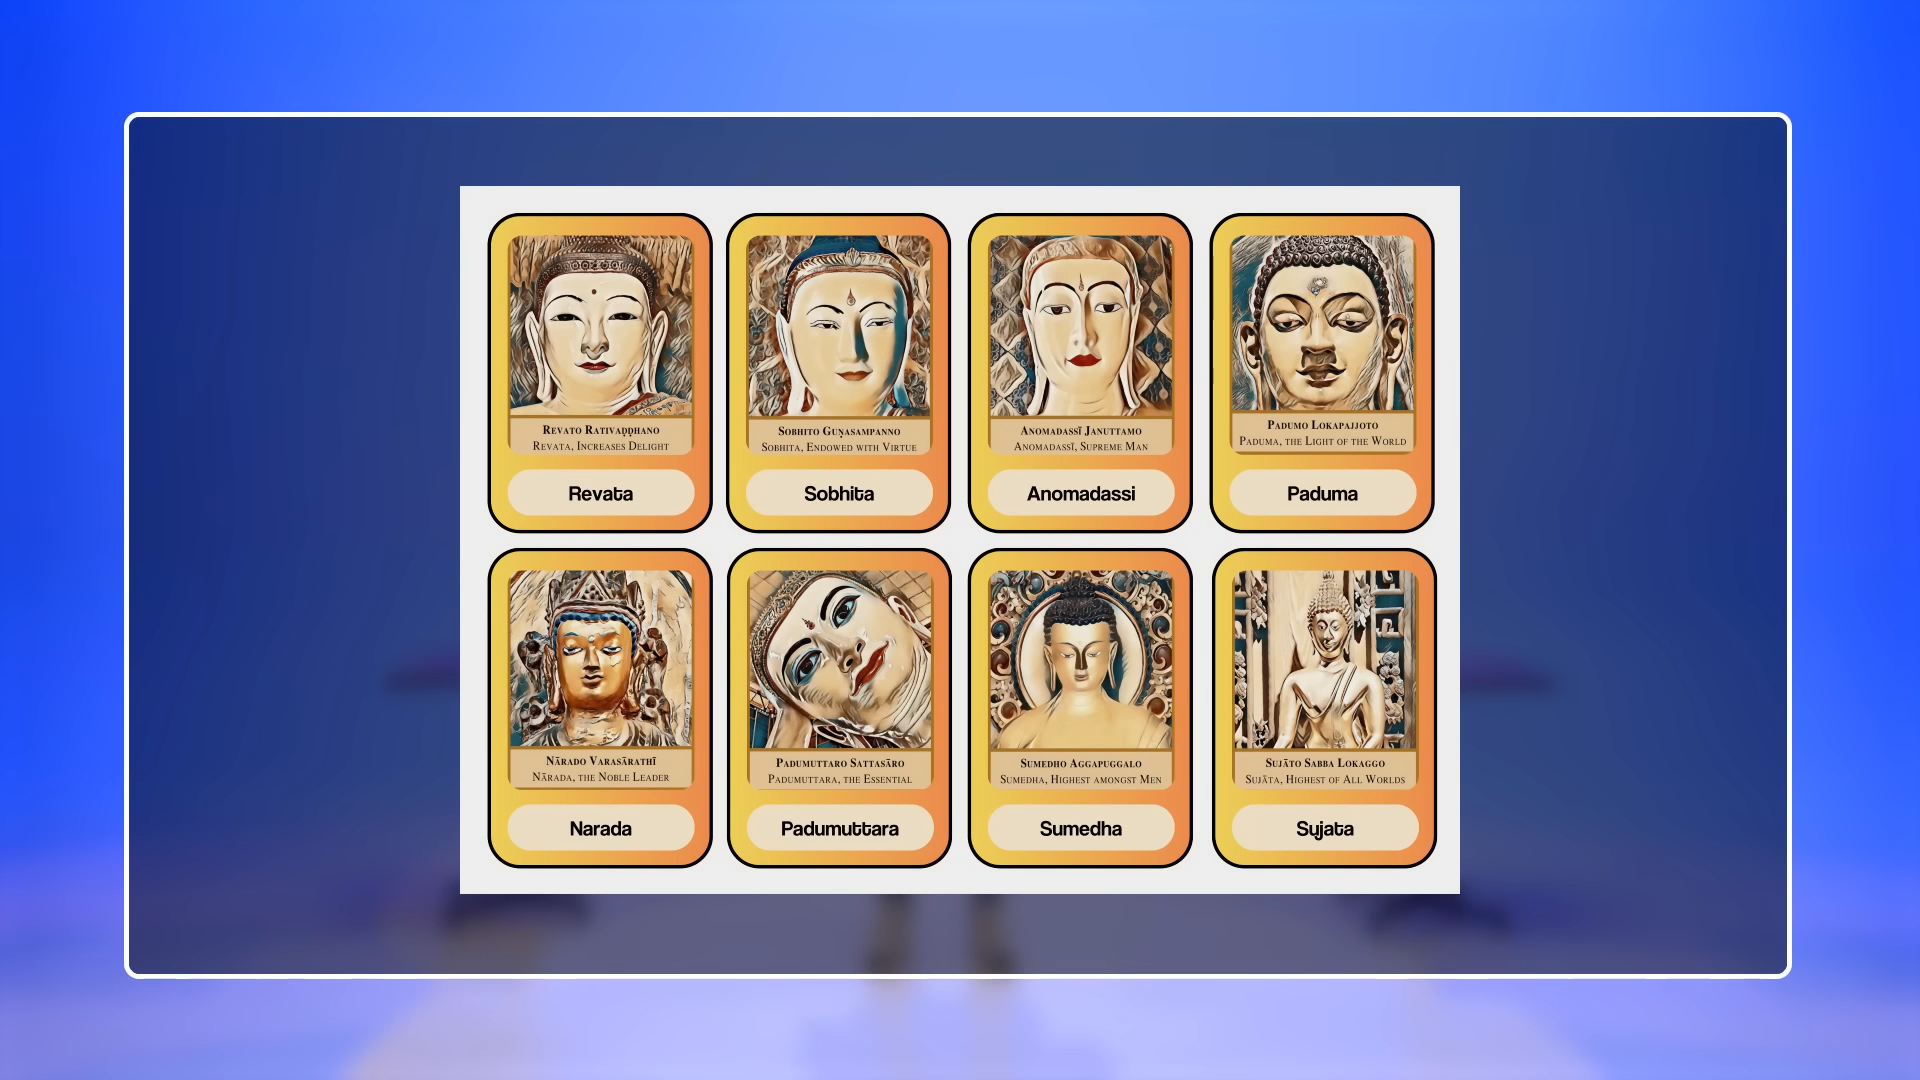 Revato Rativaḍḍhano
Revata, Increases Delight
Revata
Sobhito Guṇasampanno
Sobhita, Endowed with Virtue
Sobhita
Anomadassī Januttamo
Anomadassī, Supreme Man
Anomadassi
Padumo Lokapajjoto
Paduma, the Light of the World
Paduma
Nārado Varasārathī
Nārada, the Noble Leader
Narada
Padumuttaro Sattasāro
Padumuttara, the Essential
Padumuttara
Sumedho Aggapuggalo
Sumedha, Highest amongst Men
Sumedha
Sujāto Sabba Lokaggo
Sujāta, Highest of All Worlds
Sujata